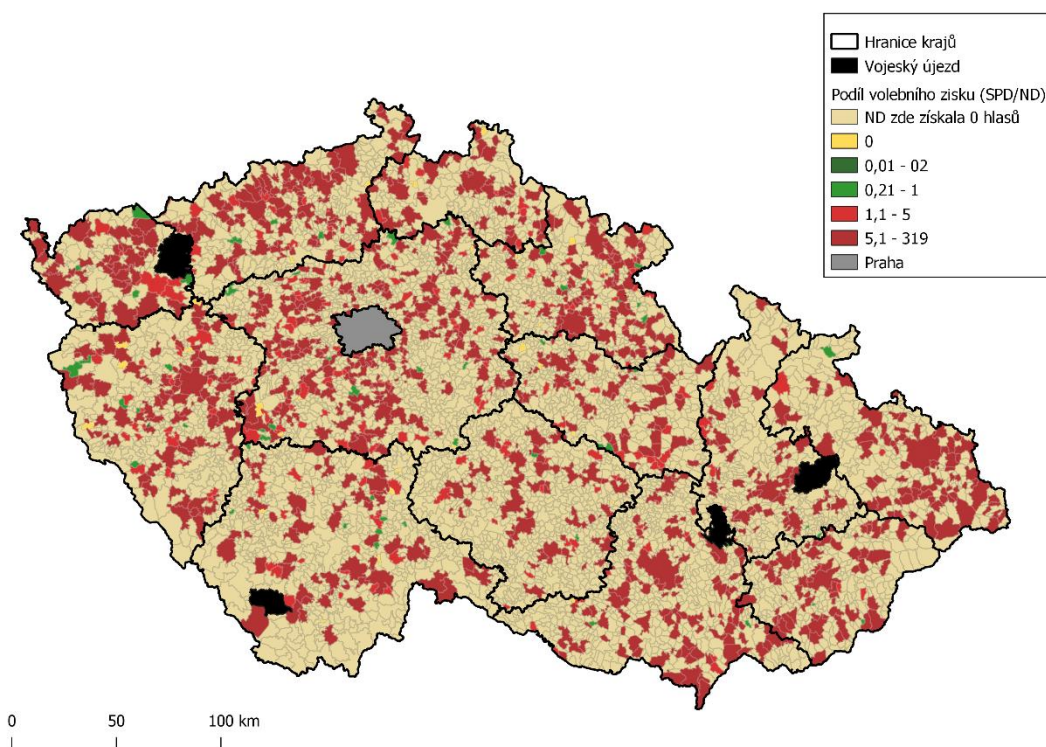 Hranice krajů
Vojeský újezd
Podíl volebního zisku (SPD/ND)
ND zde získala 0 hlasů
0
0,01 - 02
0,21 - 1
1,1 - 5
5,1 - 319
Praha
0 50 100 km